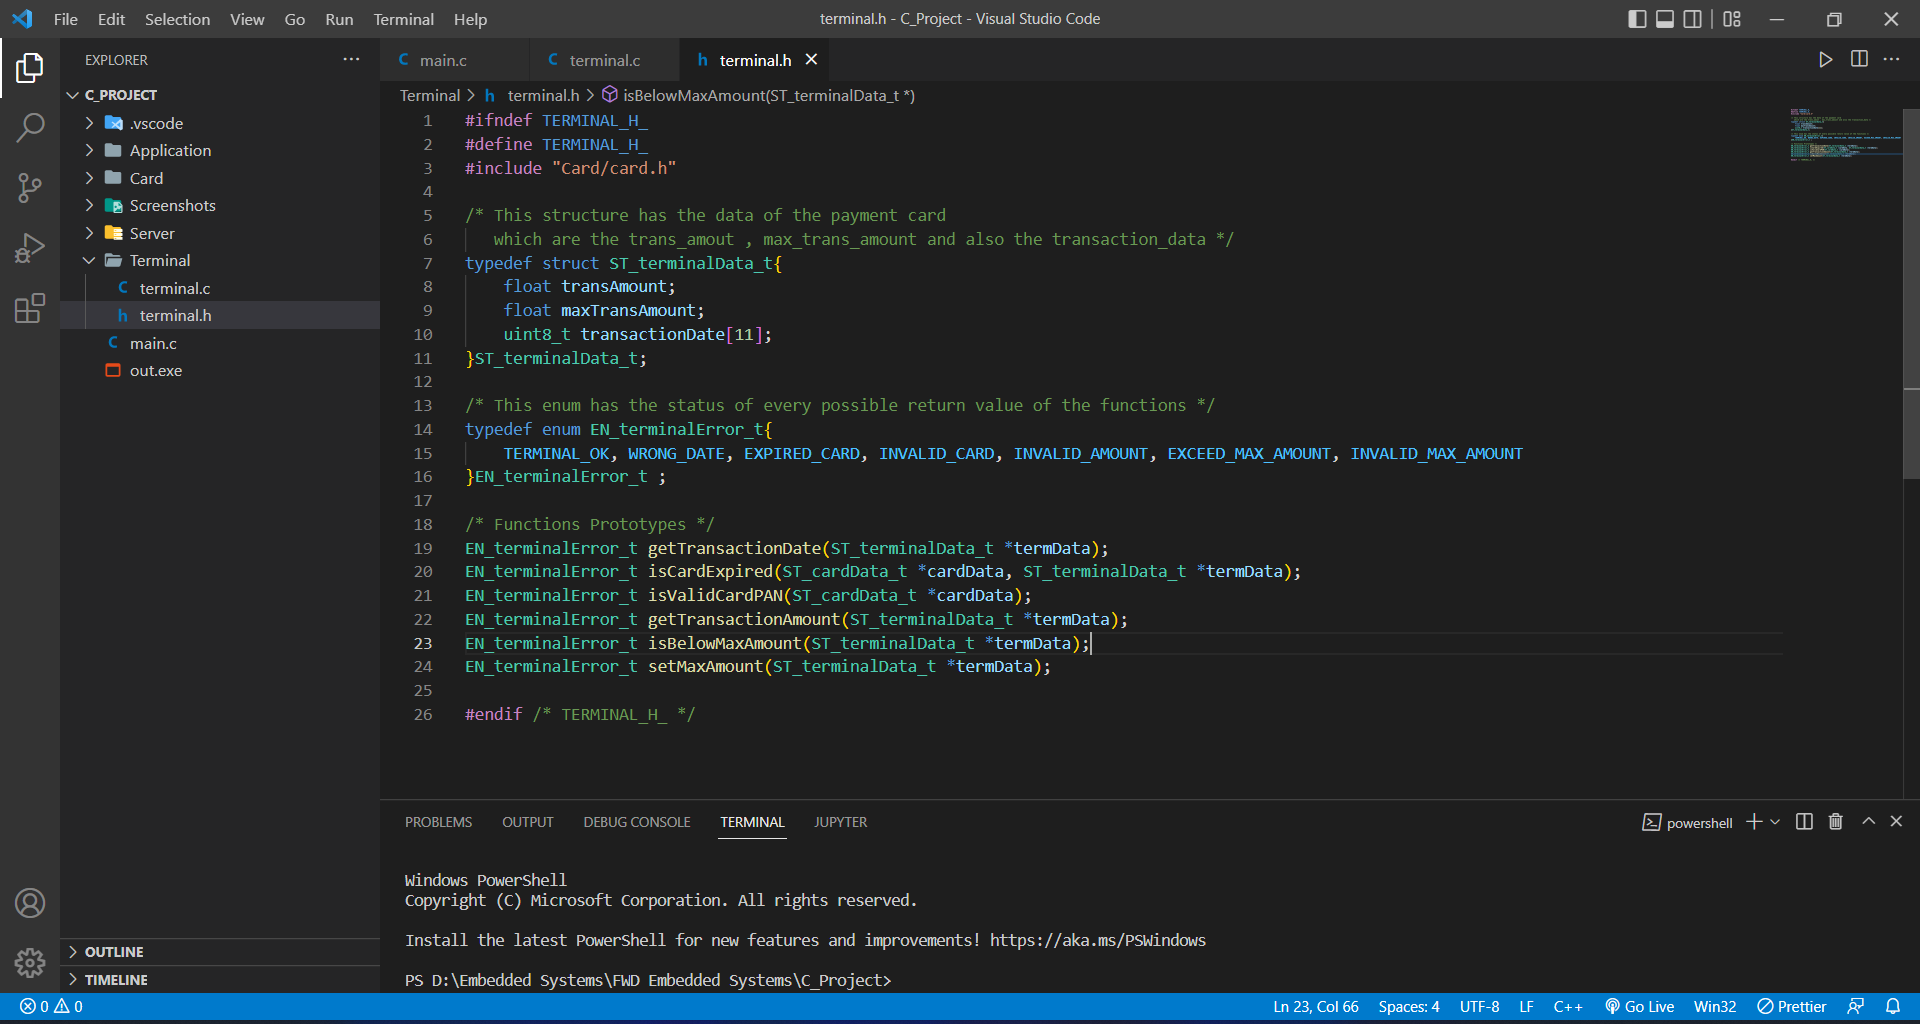 File Edit Selection View Go Run Terminal Help
terminal.h - C_Project - Visual Studio Code
EXPLORER
C_PROJECT
.vscode
Application
Card
Screenshots
Server
Terminal
terminal.c
terminal.h
main.c
out.exe
OUTLINE
TIMELINE
main.c terminal.c terminal.h
Terminal > h terminal.h > isBelowMaxAmount(ST_terminalData_t *)
1 #ifndef TERMINAL_H_
2 #define TERMINAL_H_
3 #include "Card/card.h"
4
5 /* This structure has the data of the payment card
6 which are the trans_amout , max_trans_amount and also the transaction_data */
7 typedef struct ST_terminalData_t{
8 float transAmount;
9 float maxTransAmount;
10 uint8_t transactionDate[11];
11 }ST_terminalData_t;
12
13 /* This enum has the status of every possible return value of the functions */
14 typedef enum EN_terminalError_t{
15 TERMINAL_OK, WRONG_DATE, EXPIRED_CARD, INVALID_CARD, INVALID_AMOUNT, EXCEED_MAX_AMOUNT, INVALID_MAX_AMOUNT
16 }EN_terminalError_t ;
17
18 /* Functions Prototypes */
19 EN_terminalError_t getTransactionDate(ST_terminalData_t *termData);
20 EN_terminalError_t isCardExpired(ST_cardData_t *cardData, ST_terminalData_t *termData);
21 EN_terminalError_t isValidCardPAN(ST_cardData_t *cardData);
22 EN_terminalError_t getTransactionAmount(ST_terminalData_t *termData);
23 EN_terminalError_t isBelowMaxAmount(ST_terminalData_t *termData);
24 EN_terminalError_t setMaxAmount(ST_terminalData_t *termData);
25
26 #endif /* TERMINAL_H_ */
PROBLEMS OUTPUT DEBUG CONSOLE TERMINAL JUPYTER
powershell
Windows PowerShell
Copyright (C) Microsoft Corporation. All rights reserved.
Install the latest PowerShell for new features and improvements! https://aka.ms/PSWindows
PS D:\Embedded Systems\FWD Embedded Systems\C_Project>
0 0
Ln 23, Col 66 Spaces: 4 UTF-8 LF C++ Go Live Win32 Prettier